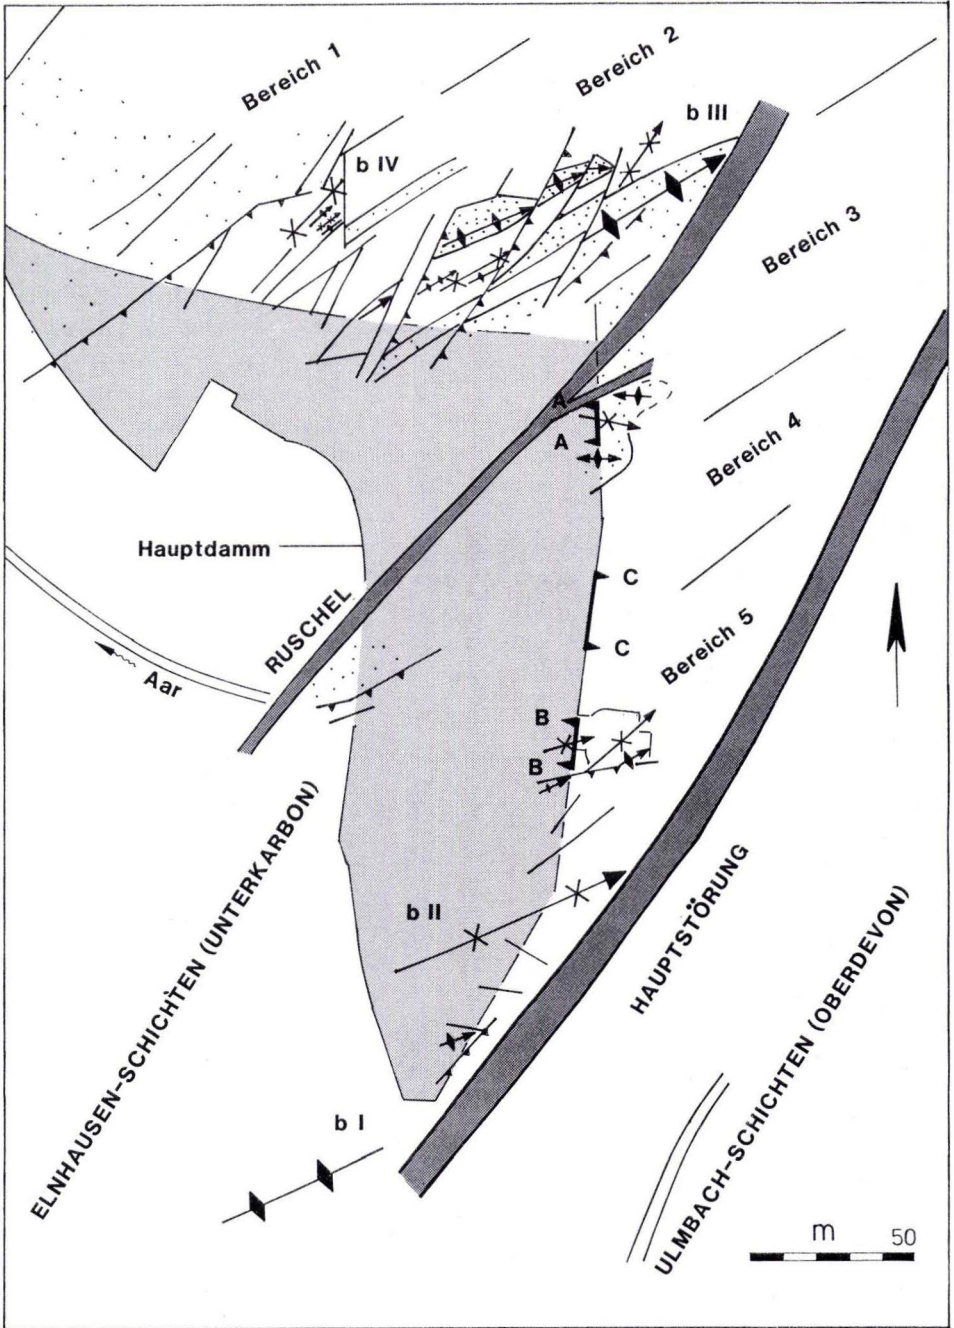 Bereich 1
Bereich 2
b III
b IV
Bereich 3
A
A
Bereich 4
Hauptdamm
C
RUSCHEL
C
Bereich 5
Aar
B
B
ELNHAUSEN-SCHICHTEN (UNTERKARBON)
HAUPTSTÖRUNG
b II
ULMBACH-SCHICHTEN (OBERDEVON)
b I
m 50